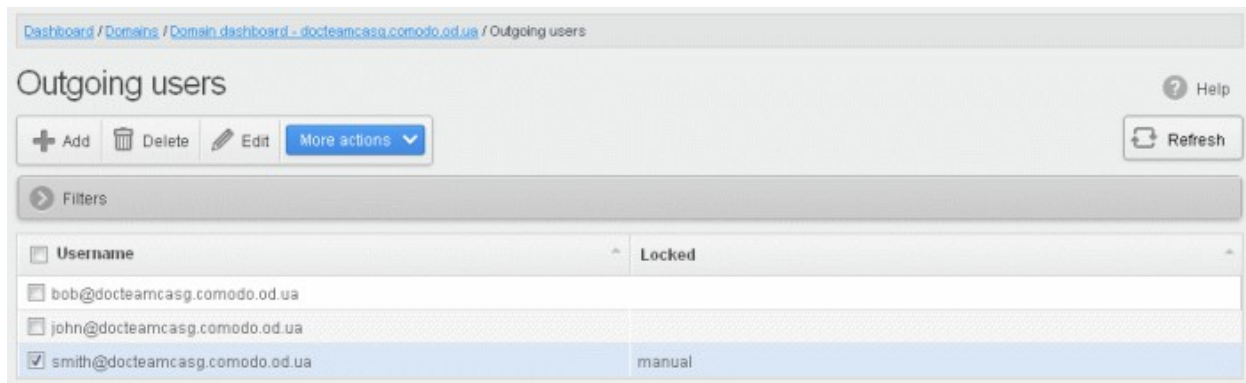 Dashboard / Domains / Domain dashboard - docteamcasg.comodo.od.ua / Outgoing users
Outgoing users
Help
Add Delete Edit More actions
Refresh
Filters
Username Locked
bob@docteamcasg.comodo.od.ua
john@docteamcasg.comodo.od.ua
smith@docteamcasg.comodo.od.ua manual